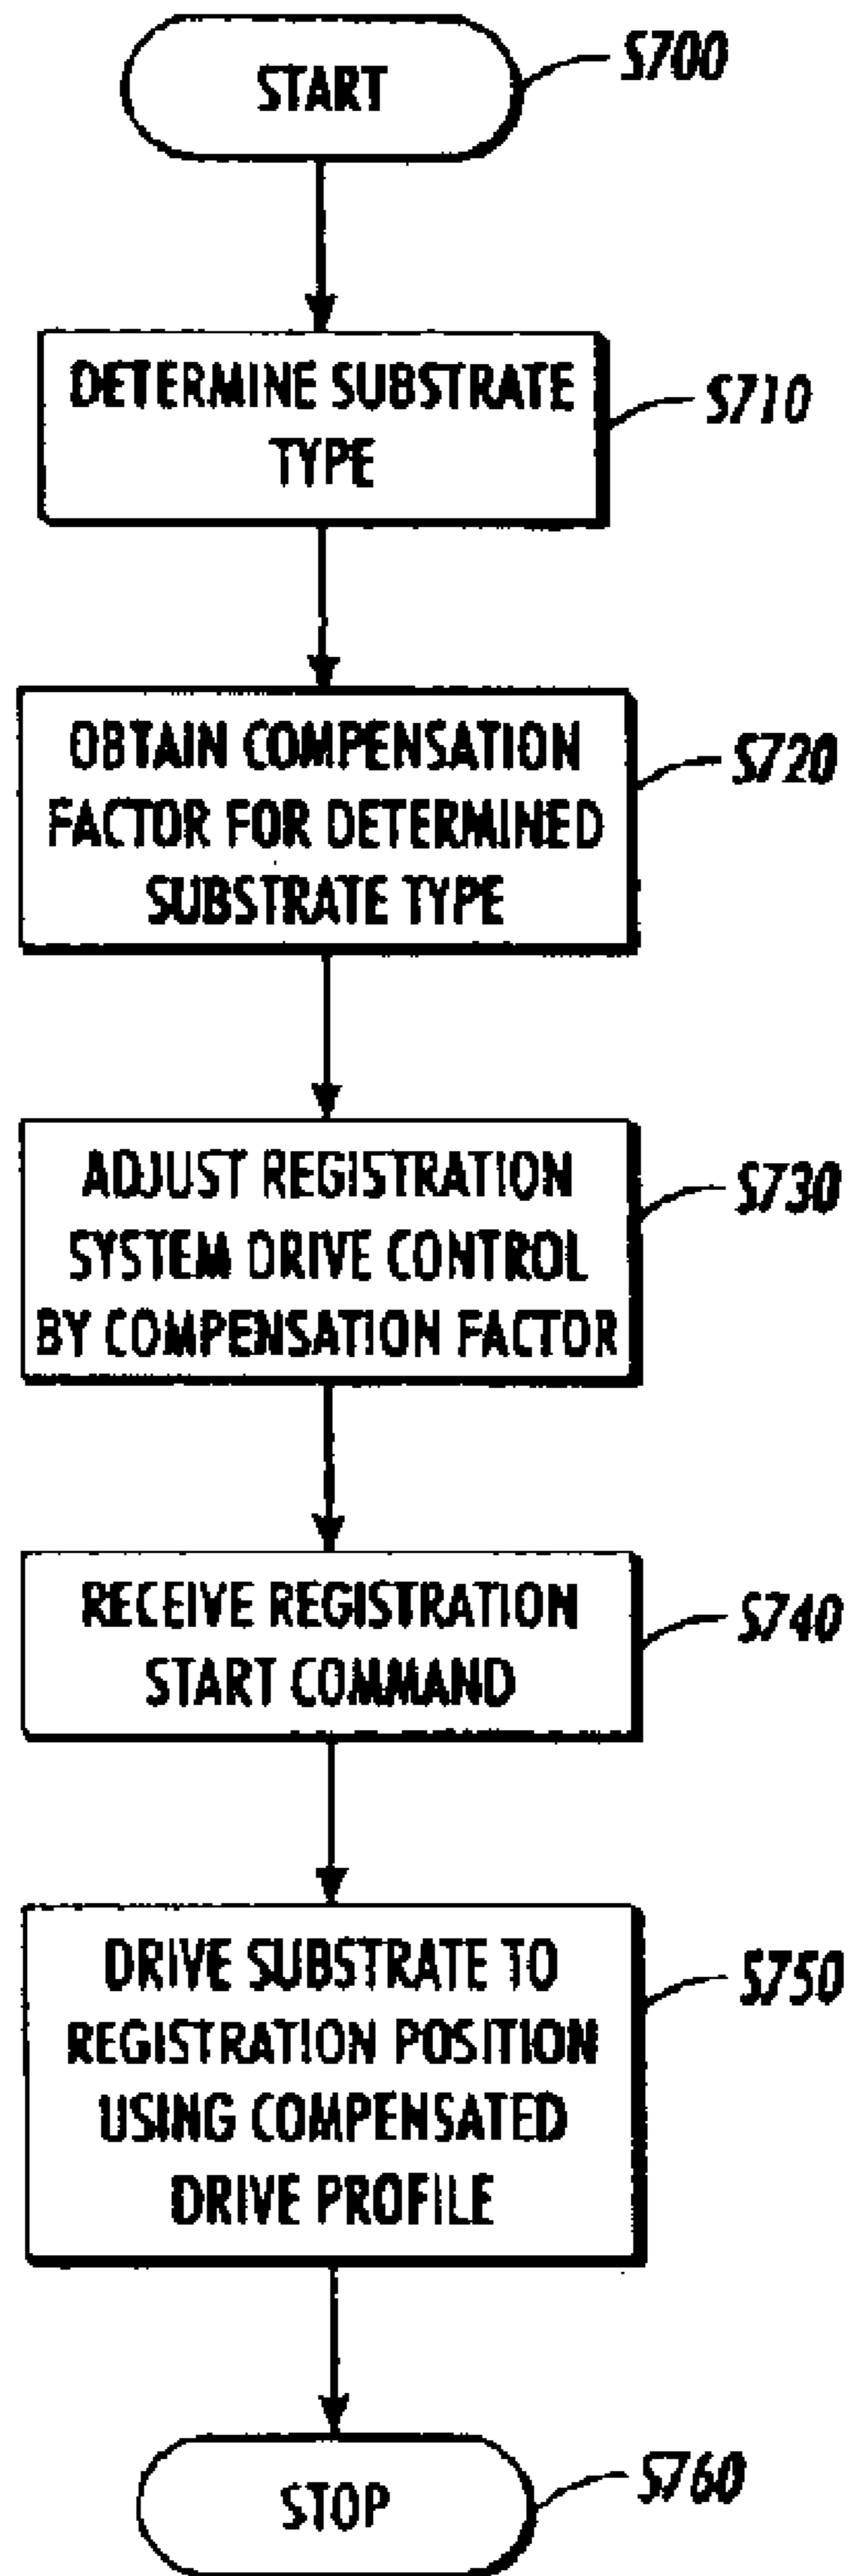 START
S700
DETERMINE SUBSTRATE
TYPE
S710
OBTAIN COMPENSATION
FACTOR FOR DETERMINED
SUBSTRATE TYPE
S720
ADJUST REGISTRATION
SYSTEM DRIVE CONTROL
BY COMPENSATION FACTOR
S730
RECEIVE REGISTRATION
START COMMAND
S740
DRIVE SUBSTRATE TO
REGISTRATION POSITION
USING COMPENSATED
DRIVE PROFILE
S750
STOP
S760